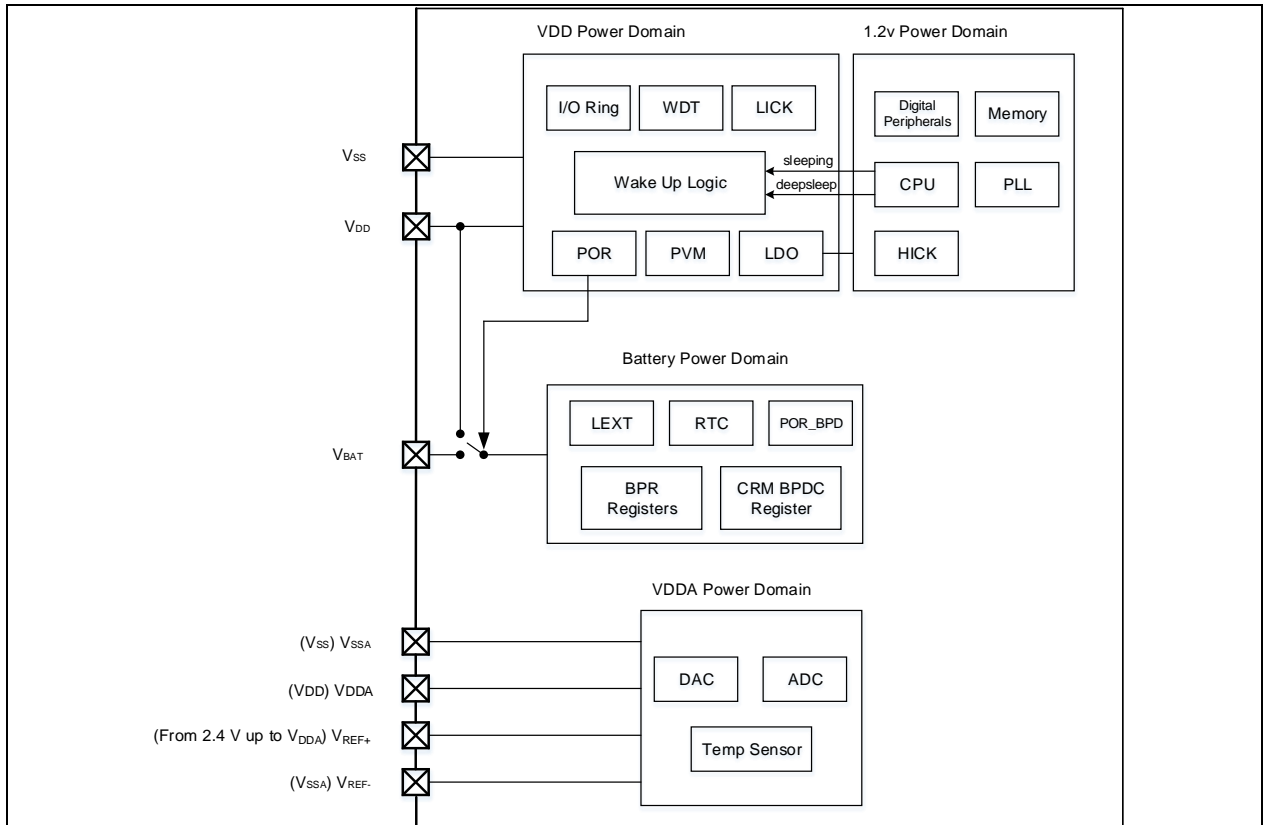 VDD Power Domain
1.2v Power Domain
I/O Ring
WDT
LICK
Digital
Peripherals
Memory
VSS
sleeping
Wake Up Logic
deepsleep
CPU
PLL
VDD
POR
PVM
LDO
HICK
Battery Power Domain
LEXT
RTC
POR_BPD
VBAT
BPR
Registers
CRM BPDC
Register
VDDA Power Domain
(VSS) VSSA
(VDD) VDDA
(From 2.4 V up to VDDA) VREF+
(VSSA) VREF-
DAC
ADC
Temp Sensor